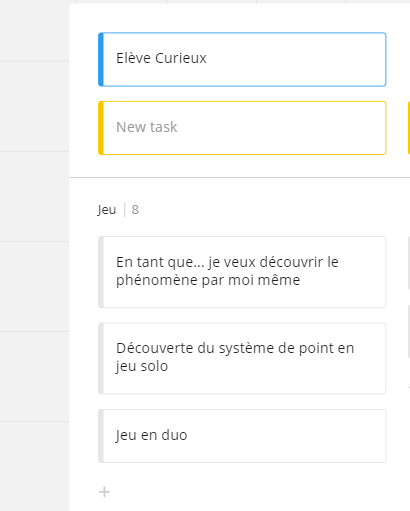 Elève Curieux
New task
Jeu | 8
En tant que... je veux découvrir le
phénomène par moi même
Découverte du système de point en
jeu solo
Jeu en duo
+